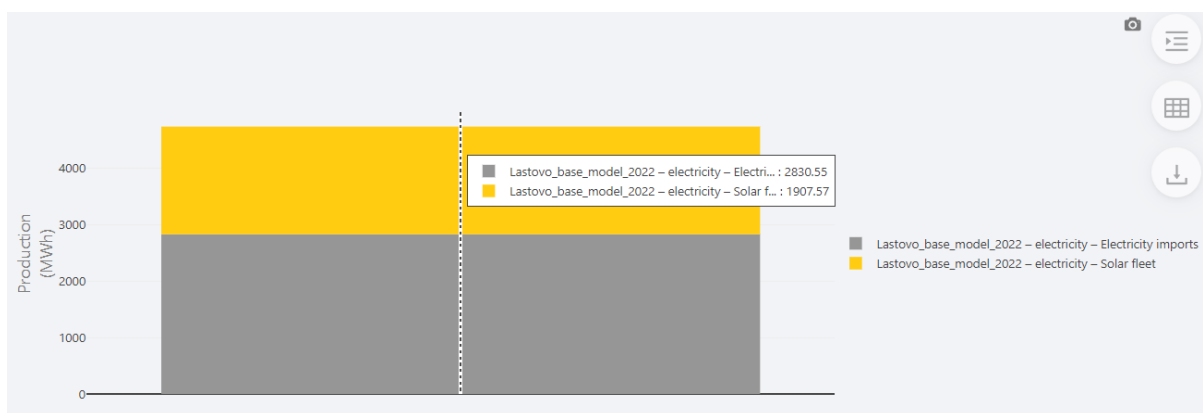 4000
3000
2000
1000
0
Production
(MWh)
Lastovo_base_model_2022 – electricity – Electri... : 2830.55
Lastovo_base_model_2022 – electricity – Solar f... : 1907.57
Lastovo_base_model_2022 – electricity – Electricity imports
Lastovo_base_model_2022 – electricity – Solar fleet